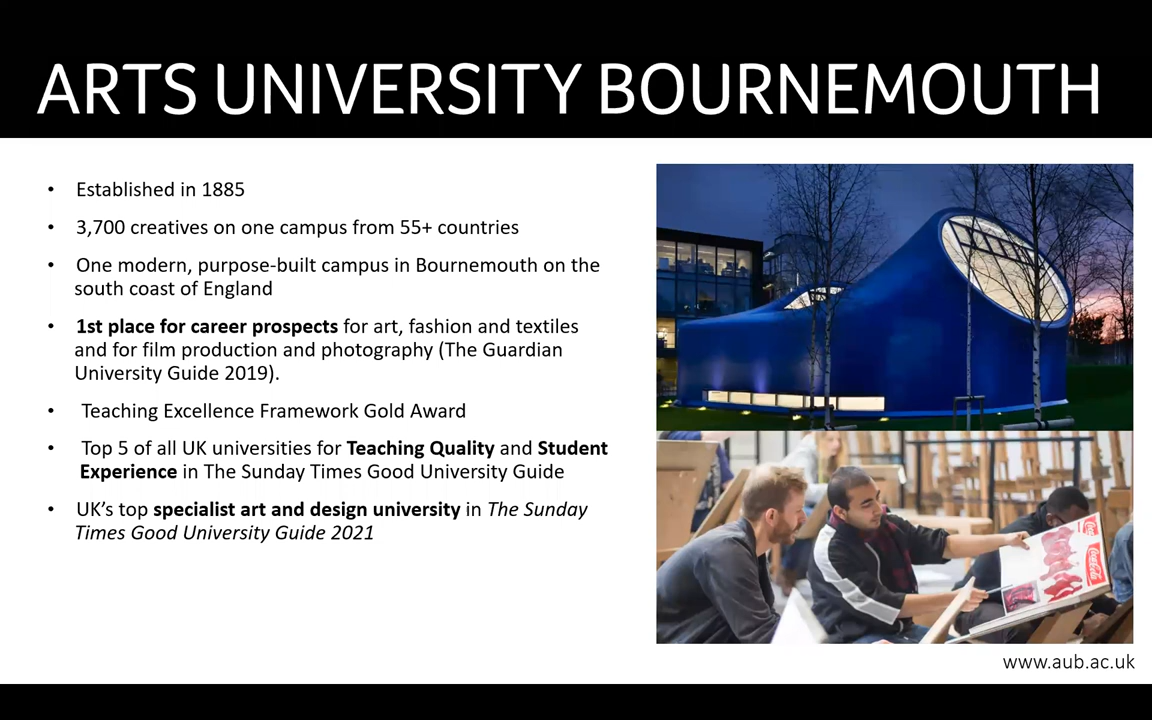 ARTS UNIVERSITY BOURNEMOUTH
• Established in 1885
• 3,700 creatives on one campus from 55+ countries
• One modern, purpose-built campus in Bournemouth on the
south coast of England
• 1st place for career prospects for art, fashion and textiles
and for film production and photography (The Guardian
University Guide 2019).
• Teaching Excellence Framework Gold Award
• Top 5 of all UK universities for Teaching Quality and Student
Experience in The Sunday Times Good University Guide
• UK’s top specialist art and design university in The Sunday
Times Good University Guide 2021
Coca-Cola
www.aub.ac.uk